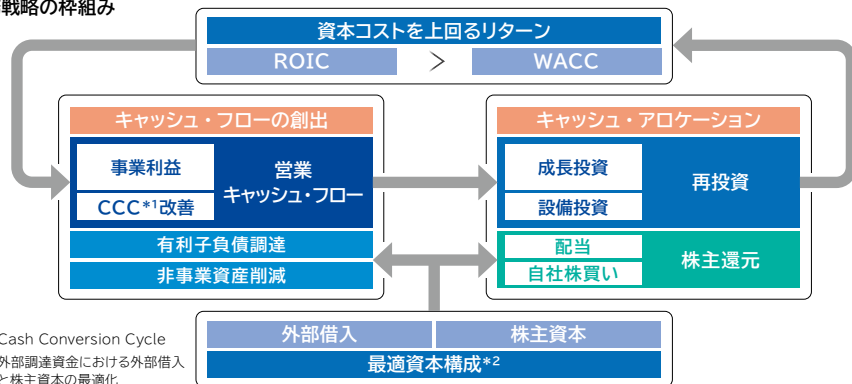 戦略の枠組み
資本コストを上回るリターン
ROIC > WACC
キャッシュ・フローの創出
事業利益
CCC*1改善
営業
キャッシュ・フロー
有利子負債調達
非事業資産削減
キャッシュ・アロケーション
成長投資
設備投資
再投資
配当
自社株買い
株主還元
外部借入
株主資本
最適資本構成*2
Cash Conversion Cycle
外部調達資金における外部借入
と株主資本の最適化